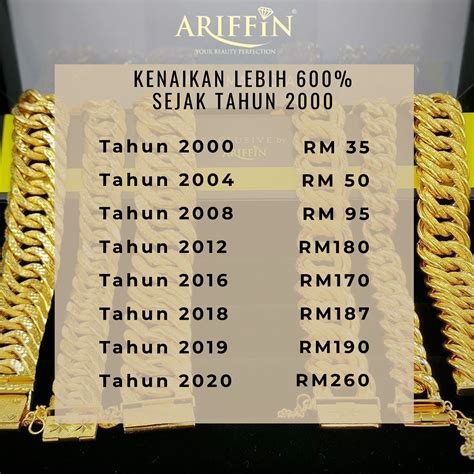 ARIFFIN
YOUR BEAUTY PERFECTION
KENAIKAN LEBIH 600%
SEJAK TAHUN 2000
Tahun 2000 RM 35
Tahun 2004 RM 50
Tahun 2008 RM 95
Tahun 2012 RM180
Tahun 2016 RM170
Tahun 2018 RM187
Tahun 2019 RM190
Tahun 2020 RM260
ARIFFIN